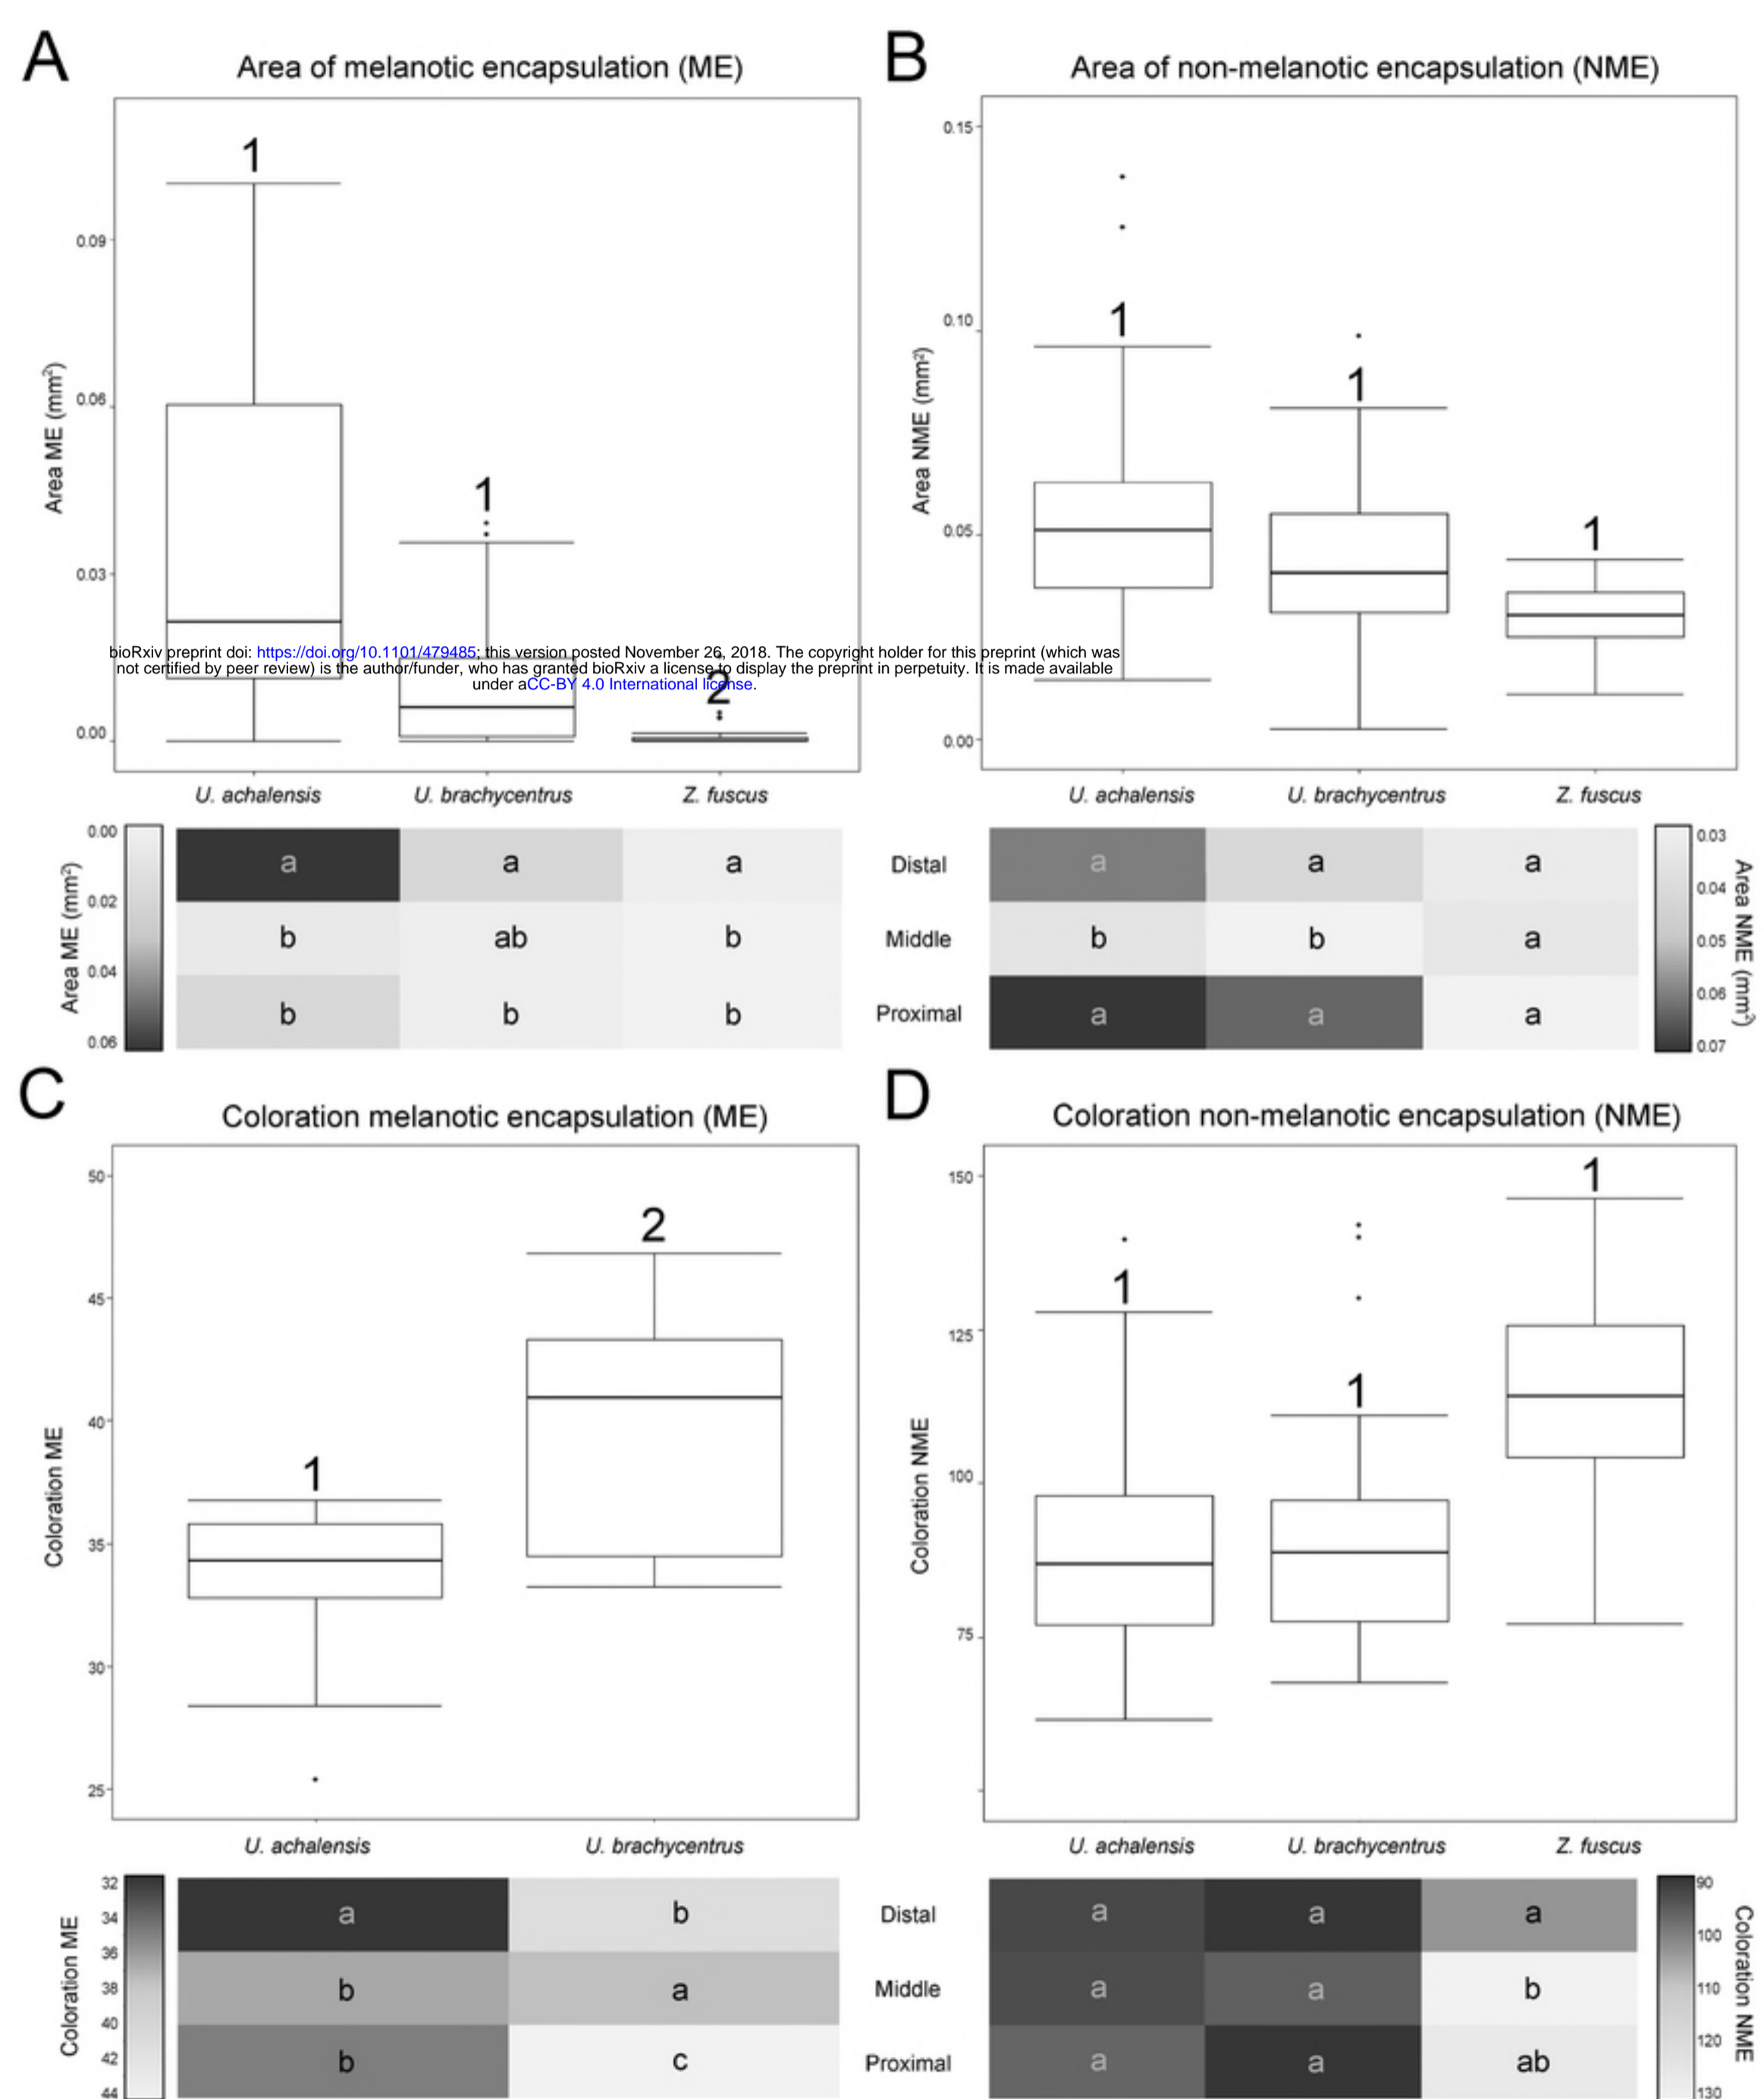 A
Area of melanotic encapsulation (ME)
1
0.09
0.06
0.03
0.00
Area ME (mm²)
1
2
bioRxiv preprint doi: https://doi.org/10.1101/479485; this version posted November 26, 2018. The copyright holder for this preprint (which was
not certified by peer review) is the author/funder, who has granted bioRxiv a license to display the preprint in perpetuity. It is made available
under aCC-BY 4.0 International license.
U. achalensis U. brachycentrus Z. fuscus
B
Area of non-melanotic encapsulation (NME)
0.15
0.10
0.05
0.00
Area NME (mm²)
1
1
1
U. achalensis U. brachycentrus Z. fuscus
Area ME (mm²)
0.00
0.02
0.04
0.06
a a a
b ab b
b b b
Distal
Middle
Proximal
a a a
b b a
a a a
0.03
0.04
0.05
0.06
0.07
Area NME (mm²)
C
Coloration melanotic encapsulation (ME)
50
45
40
35
30
25
Coloration ME
1
2
U. achalensis U. brachycentrus
D
Coloration non-melanotic encapsulation (NME)
150
125
100
75
Coloration NME
1
1
1
U. achalensis U. brachycentrus Z. fuscus
Coloration ME
32
34
36
38
40
42
44
a b
b a
b c
Distal
Middle
Proximal
a a a
a a b
a a ab
90
100
110
120
130
Coloration NME